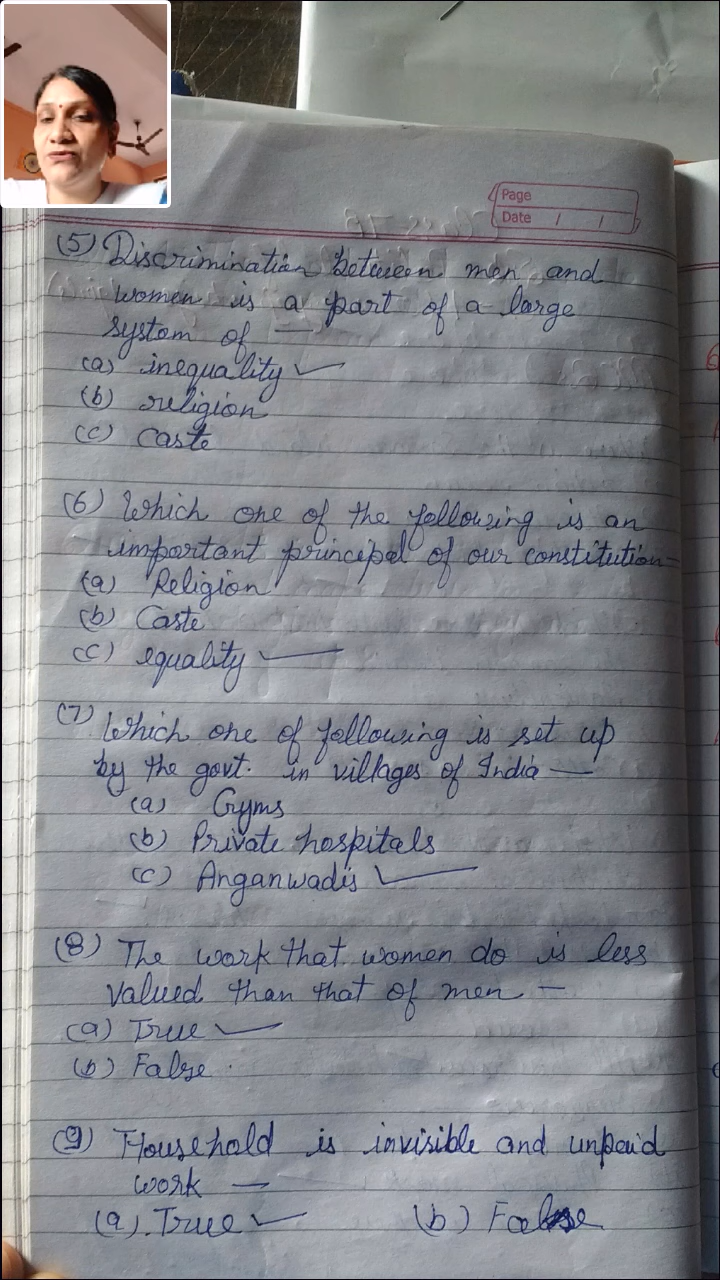 Page
Date / /
(5) Discrimination between men and
women is a part of a large
system of —
(a) inequality ✓
(b) religion
(c) Caste
(6) Which one of the following is an
important principal of our constitution-
(a) Religion
(b) Caste
(c) equality ✓
(7) Which one of following is set up
by the govt. in villages of India —
(a) Gyms
(b) Private hospitals
(c) Anganwadis ✓
(8) The work that women do is less
valued than that of men —
(a) True ✓
(b) False .
(9) Household is invisible and unpaid
work —
(a). True ✓ (b) False